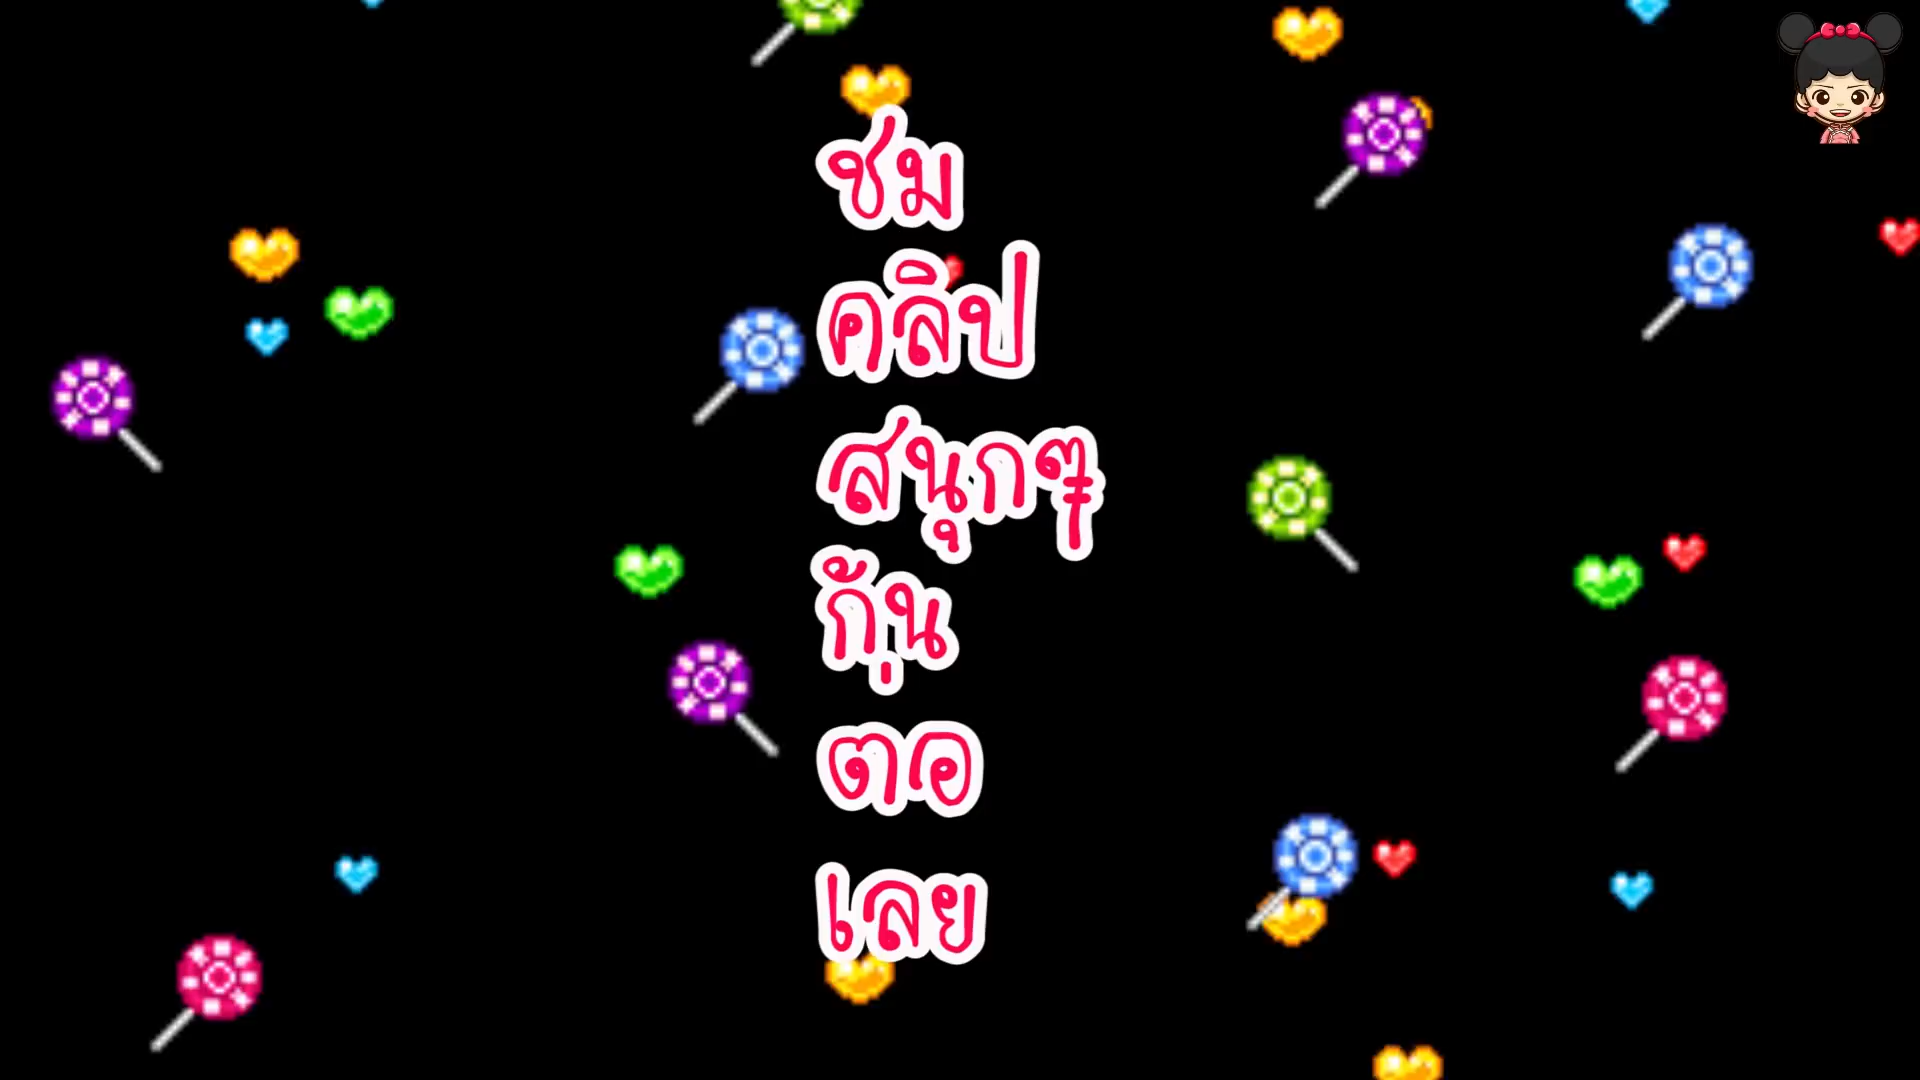 ชม
คลิป
สนุกๆ
กุ้น
ตอ
เลย